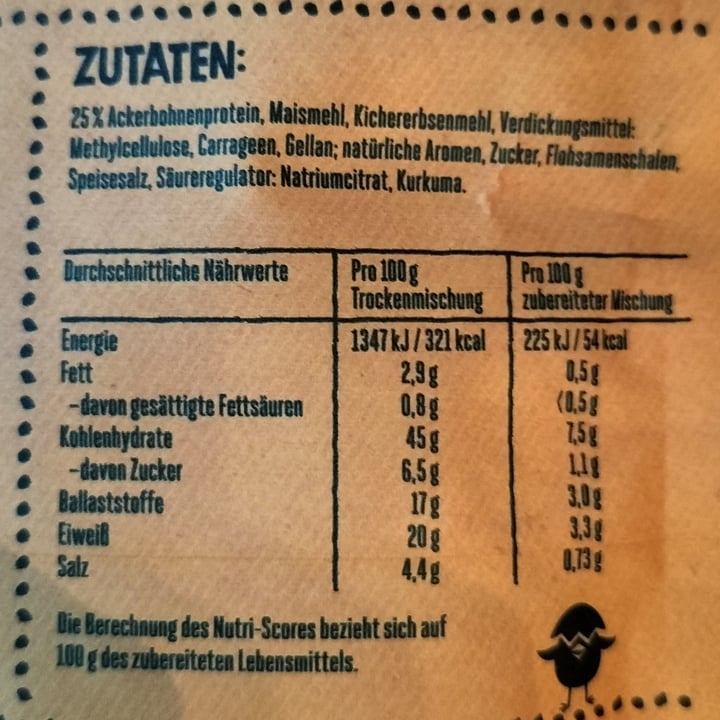 ZUTATEN:
25 % Ackerbohnenprotein, Maismehl, Kichererbsenmehl, Verdickungsmittel:
Methylcellulose, Carrageen, Gellan; natürliche Aromen, Zucker, Flohsamenschalen,
Speisesalz, Säureregulator: Natriumcitrat, Kurkuma.
Durchschnittliche Nährwerte Pro 100 g Trockenmischung Pro 100 g zubereiteter Mischung
Energie 1347 kJ / 321 kcal 225 kJ / 54 kcal
Fett 2,9 g 0,5 g
-davon gesättigte Fettsäuren 0,8 g <0,5 g
Kohlenhydrate 45 g 7,5 g
-davon Zucker 6,5 g 1,1 g
Ballaststoffe 17 g 3,0 g
Eiweiß 20 g 3,3 g
Salz 4,4 g 0,73 g
Die Berechnung des Nutri-Scores bezieht sich auf
100 g des zubereiteten Lebensmittels.